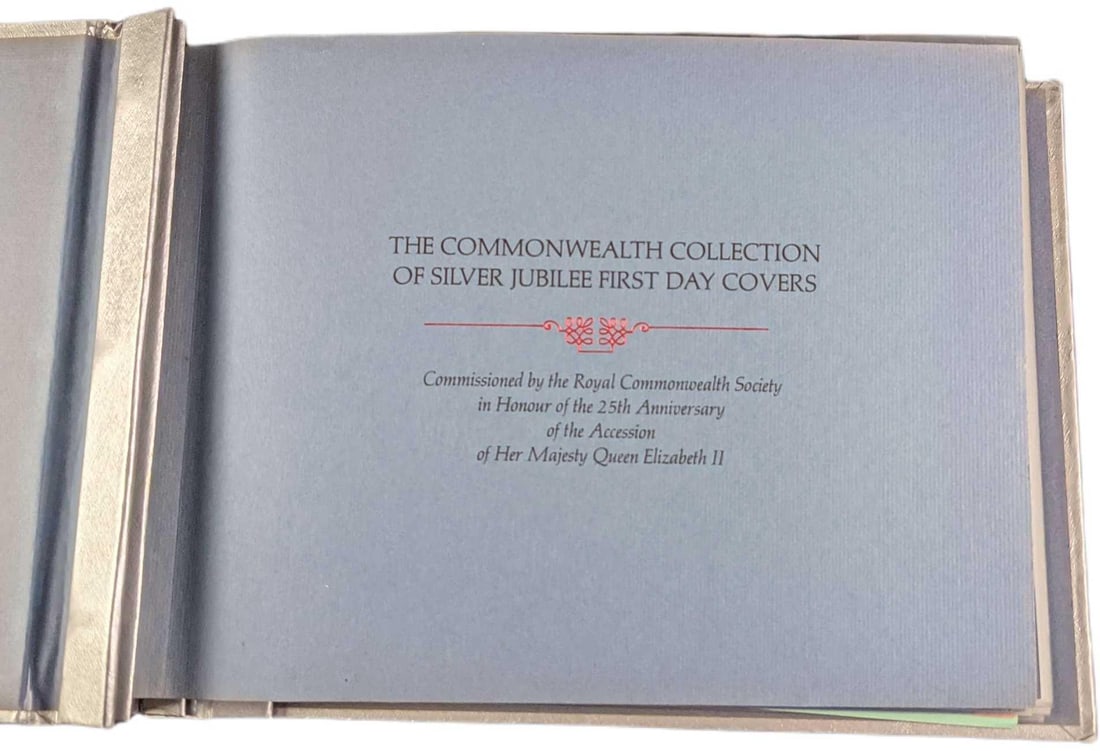 THE COMMONWEALTH COLLECTION
OF SILVER JUBILEE FIRST DAY COVERS
Commissioned by the Royal Commonwealth Society
in Honour of the 25th Anniversary
of the Accession
of Her Majesty Queen Elizabeth II